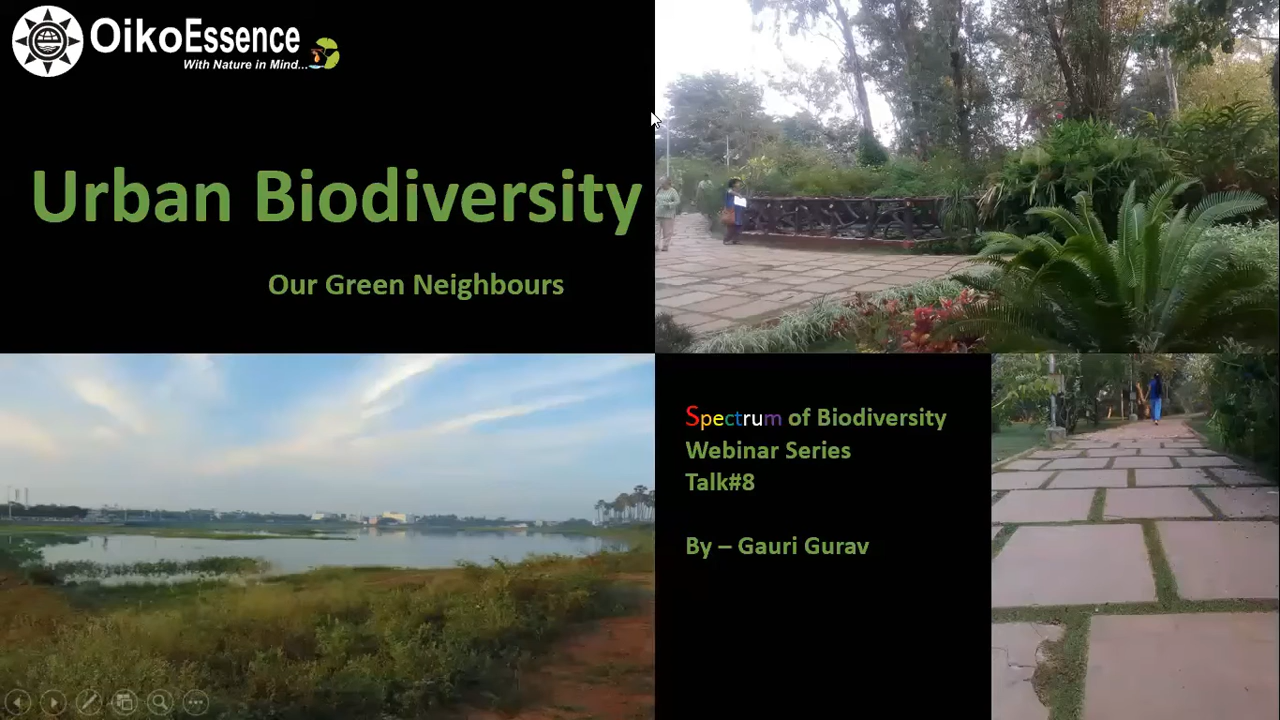 OikoEssence
With Nature in Mind...
Urban Biodiversity
Our Green Neighbours
Spectrum of Biodiversity
Webinar Series
Talk#8
By – Gauri Gurav